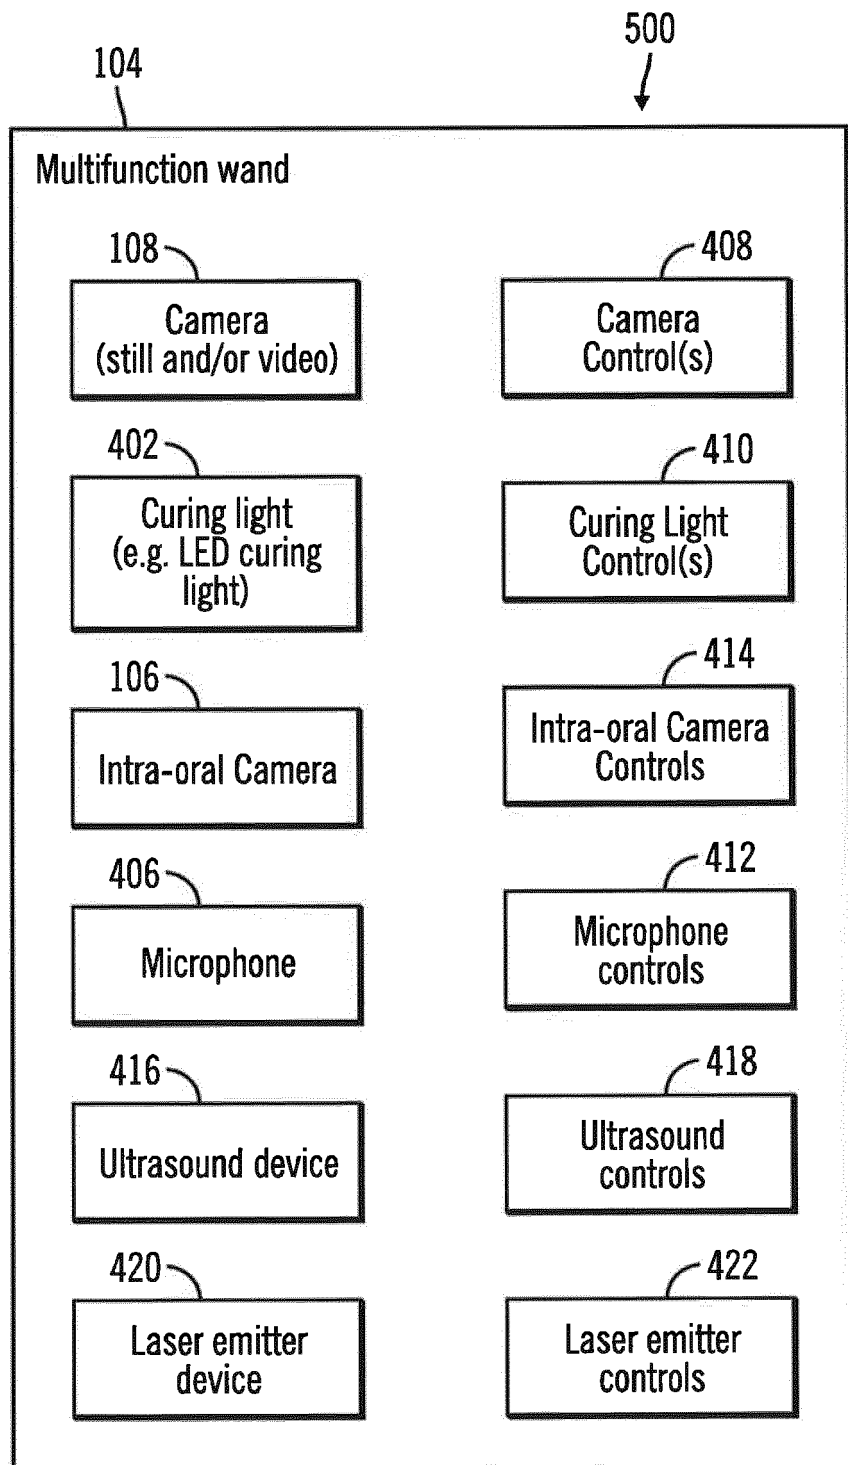 500
104
Multifunction wand
108
Camera
(still and/or video)
408
Camera
Control(s)
402
Curing light
(e.g. LED curing
light)
410
Curing Light
Control(s)
106
Intra-oral Camera
414
Intra-oral Camera
Controls
406
Microphone
412
Microphone
controls
416
Ultrasound device
418
Ultrasound
controls
420
Laser emitter
device
422
Laser emitter
controls